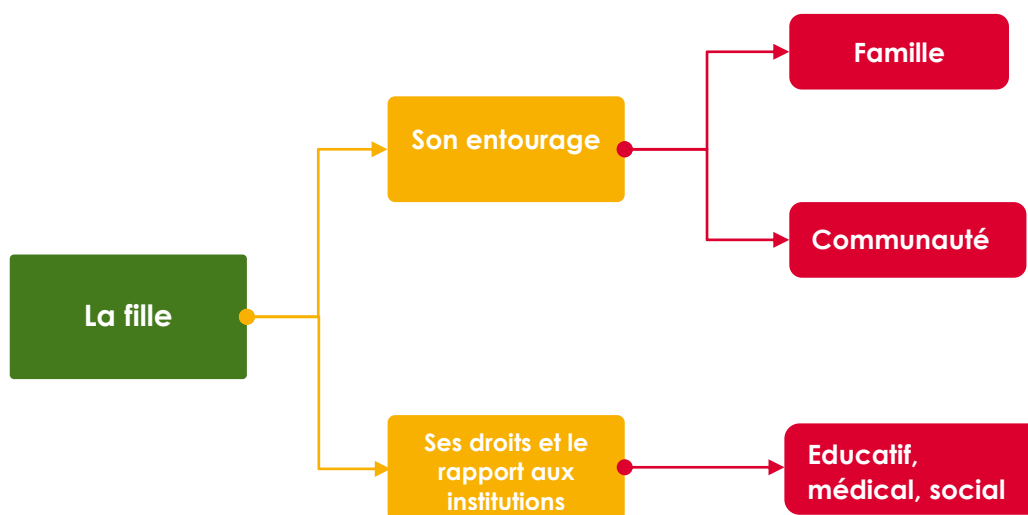 La fille
Son entourage
Famille
Communauté
Ses droits et le
rapport aux
institutions
Educatif,
médical, social